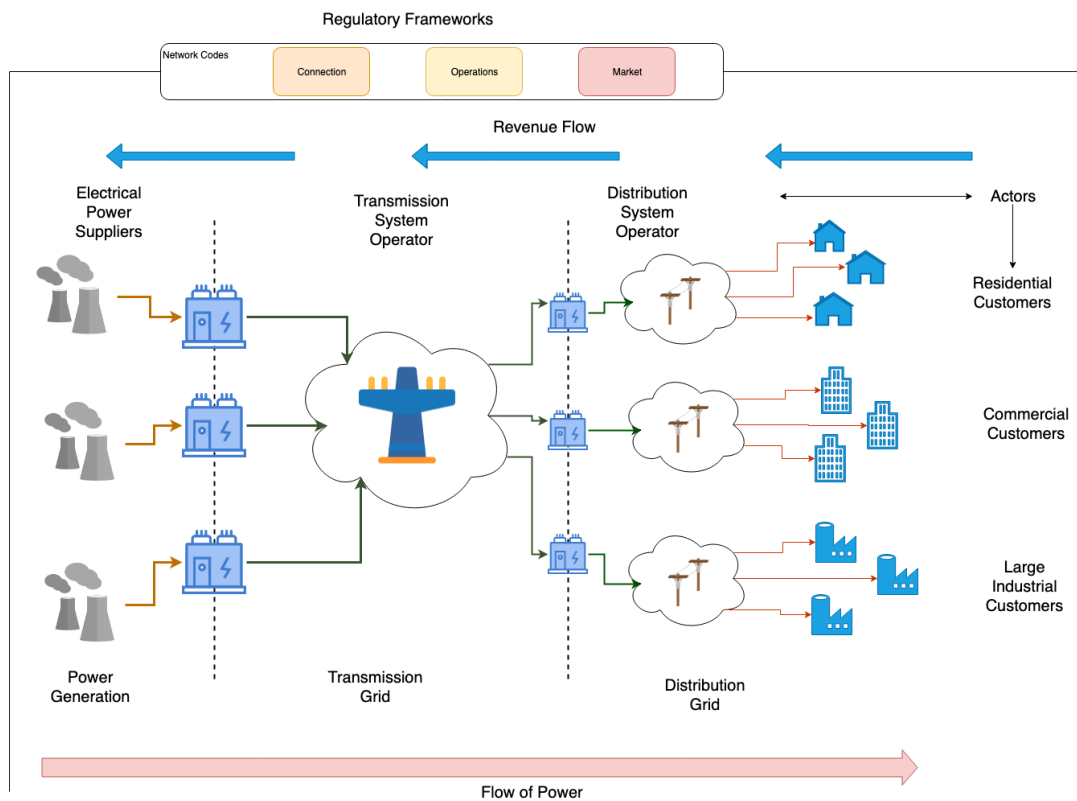 Regulatory Frameworks
Network Codes
Connection
Operations
Market
Revenue Flow
Electrical
Power
Suppliers
Transmission
System
Operator
Distribution
System
Operator
Actors
Residential
Customers
Commercial
Customers
Large
Industrial
Customers
Power
Generation
Transmission
Grid
Distribution
Grid
Flow of Power